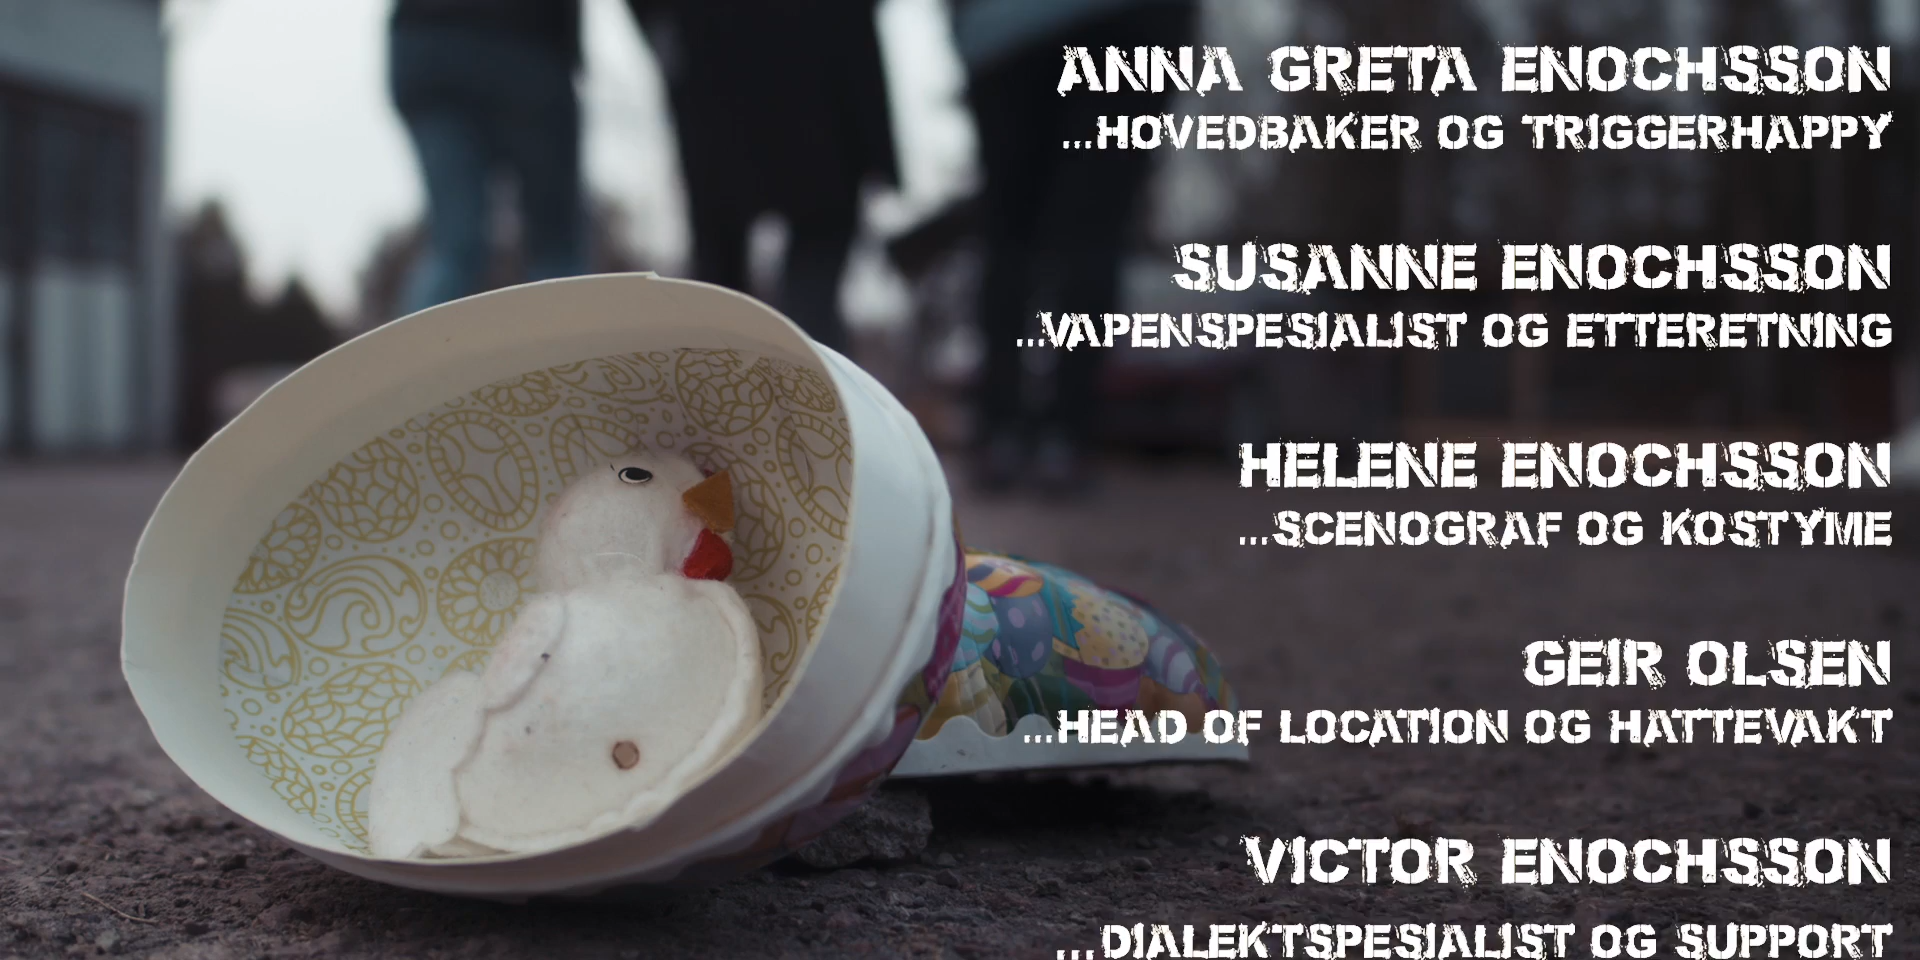 ANNA GRETA ENOCHSSON
...HOVEDBAKER OG TRIGGERHAPPY
SUSANNE ENOCHSSON
...VAPENSPESIALIST OG ETTERETNING
HELENE ENOCHSSON
...SCENOGRAF OG KOSTYME
GEIR OLSEN
...HEAD OF LOCATION OG HATTEVAKT
VICTOR ENOCHSSON
...DIALEKTSPESIALIST OG SUPPORT